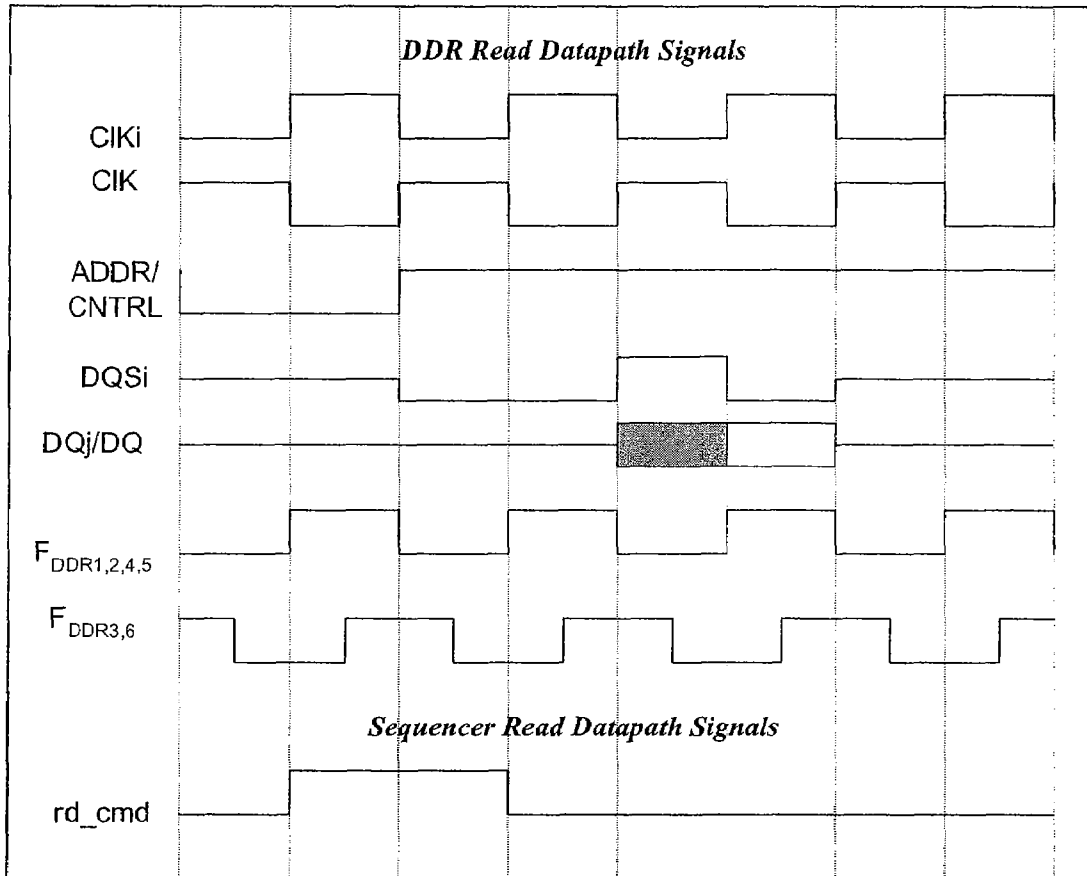 DDR Read Datapath Signals
ClKi
ClK
ADDR/
CNTRL
DQSi
DQj/DQ
FDDR1,2,4,5
FDDR3,6
Sequencer Read Datapath Signals
rd_cmd